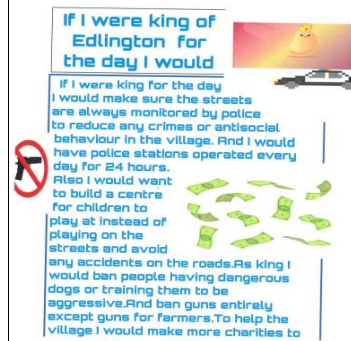 If I were king of
Edlington for
the day I would
If I were king for the day
I would make sure the streets
are always monitored by police
to reduce any crimes or antisocial
behaviour in the village. And I would
have police stations operated every
day for 24 hours.
Also I would want
to build a centre
for children to
play at instead of
playing on the
streets and avoid
any accidents on the roads.As king I
would ban people having dangerous
dogs or training them to be
aggressive.And ban guns entirely
except guns for farmers.To help the
village I would make more charities to